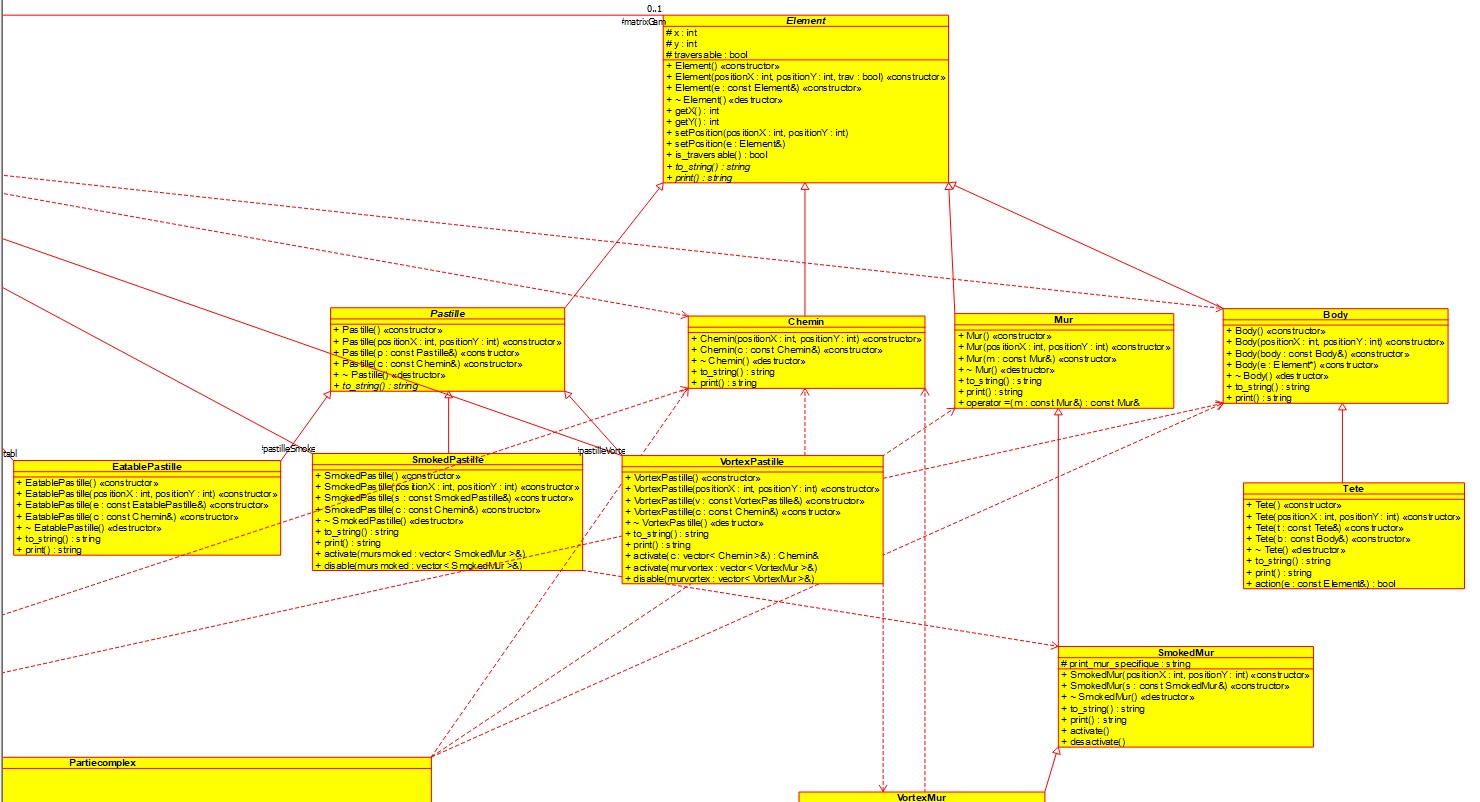 0..1
#matrixGam
Element
# x : int
# y : int
# traversable : bool
+ Element() «constructor»
+ Element(positionX : int, positionY : int, trav : bool) «constructor»
+ Element(e : const Element&) «constructor»
+ ~ Element() «destructor»
+ getX() : int
+ getY() : int
+ setPosition(positionX : int, positionY : int)
+ setPosition(e : Element&)
+ is_traversable() : bool
+ to_string() : string
+ print() : string
Pastille
+ Pastille() «constructor»
+ Pastille(positionX : int, positionY : int) «constructor»
+ Pastille(p : const Pastille&) «constructor»
+ Pastille(c : const Chemin&) «constructor»
+ ~ Pastille() «destructor»
+ to_string() : string
Chemin
+ Chemin(positionX : int, positionY : int) «constructor»
+ Chemin(c : const Chemin&) «constructor»
+ ~ Chemin() «destructor»
+ to_string() : string
+ print() : string
Mur
+ Mur() «constructor»
+ Mur(positionX : int, positionY : int) «constructor»
+ Mur(m : const Mur&) «constructor»
+ ~ Mur() «destructor»
+ to_string() : string
+ print() : string
+ operator =(m : const Mur&) : const Mur&
Body
+ Body() «constructor»
+ Body(positionX : int, positionY : int) «constructor»
+ Body(body : const Body&) «constructor»
+ Body(e : Element*) «constructor»
+ ~ Body() «destructor»
+ to_string() : string
+ print() : string
tabl
EatablePastille
+ EatablePastille() «constructor»
+ EatablePastille(positionX : int, positionY : int) «constructor»
+ EatablePastille(e : const EatablePastille&) «constructor»
+ EatablePastille(c : const Chemin&) «constructor»
+ ~ EatablePastille() «destructor»
+ to_string() : string
+ print() : string
#pastilleSmoke
SmokedPastille
+ SmokedPastille() «constructor»
+ SmokedPastille(positionX : int, positionY : int) «constructor»
+ SmokedPastille(s : const SmokedPastille&) «constructor»
+ SmokedPastille(c : const Chemin&) «constructor»
+ ~ SmokedPastille() «destructor»
+ to_string() : string
+ print() : string
+ activate(mursmoked : vector< SmokedMur >&)
+ disable(mursmoked : vector< SmokedMur >&)
#pastilleVorte
VortexPastille
+ VortexPastille() «constructor»
+ VortexPastille(positionX : int, positionY : int) «constructor»
+ VortexPastille(v : const VortexPastille&) «constructor»
+ VortexPastille(c : const Chemin&) «constructor»
+ ~ VortexPastille() «destructor»
+ to_string() : string
+ print() : string
+ activate(c : vector< Chemin >&) : Chemin&
+ activate(murvortex : vector< VortexMur >&)
+ disable(murvortex : vector< VortexMur >&)
Tete
+ Tete() «constructor»
+ Tete(positionX : int, positionY : int) «constructor»
+ Tete(t : const Tete&) «constructor»
+ Tete(b : const Body&) «constructor»
+ ~ Tete() «destructor»
+ to_string() : string
+ print() : string
+ action(e : const Element&) : bool
SmokedMur
# print_mur_specifique : string
+ SmokedMur(positionX : int, positionY : int) «constructor»
+ SmokedMur(s : const SmokedMur&) «constructor»
+ ~ SmokedMur() «destructor»
+ to_string() : string
+ print() : string
+ activate()
+ desactivate()
Partiecomplex
VortexMur